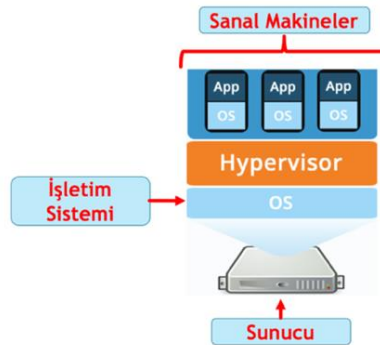 Sanal Makineler
App App App
OS OS OS
Hypervisor
İşletim
Sistemi
OS
Sunucu